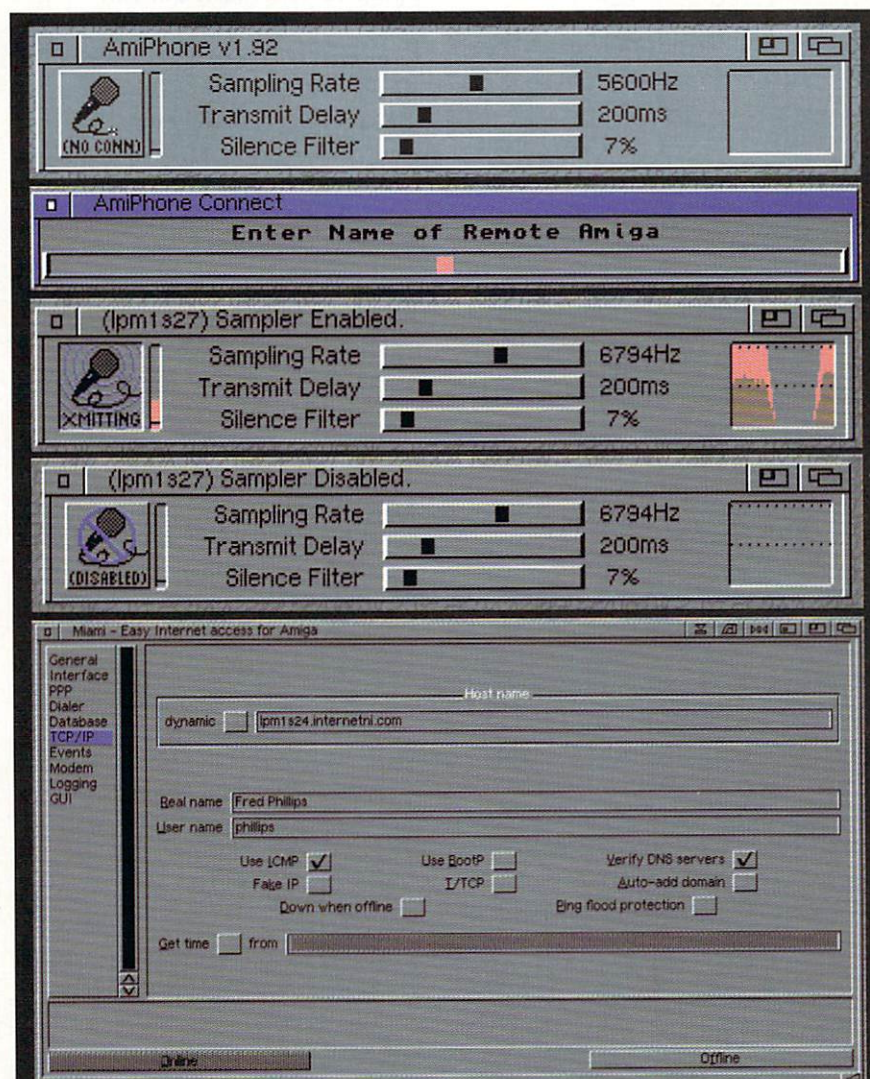 AmiPhone v1.92
Sampling Rate 5600Hz
Transmit Delay 200ms
(NO CONN) Silence Filter 7%
AmiPhone Connect
Enter Name of Remote Amiga
(lpm1s27) Sampler Enabled.
Sampling Rate 6794Hz
Transmit Delay 200ms
XMITTING Silence Filter 7%
(lpm1s27) Sampler Disabled.
Sampling Rate 6794Hz
Transmit Delay 200ms
(DISABLED) Silence Filter 7%
Miami - Easy Internet access for Amiga
General
Interface
PPP
Dialer
Database
TCP/IP
Events
Modem
Logging
GUI
Host name
dynamic lpm1s24.internetni.com
Real name Fred Phillips
User name phillips
Use ICMP Use BootP Verify DNS servers
Fake IP T/TCP Auto-add domain
Down when offline Ping flood protection
Get time from
Online Offline